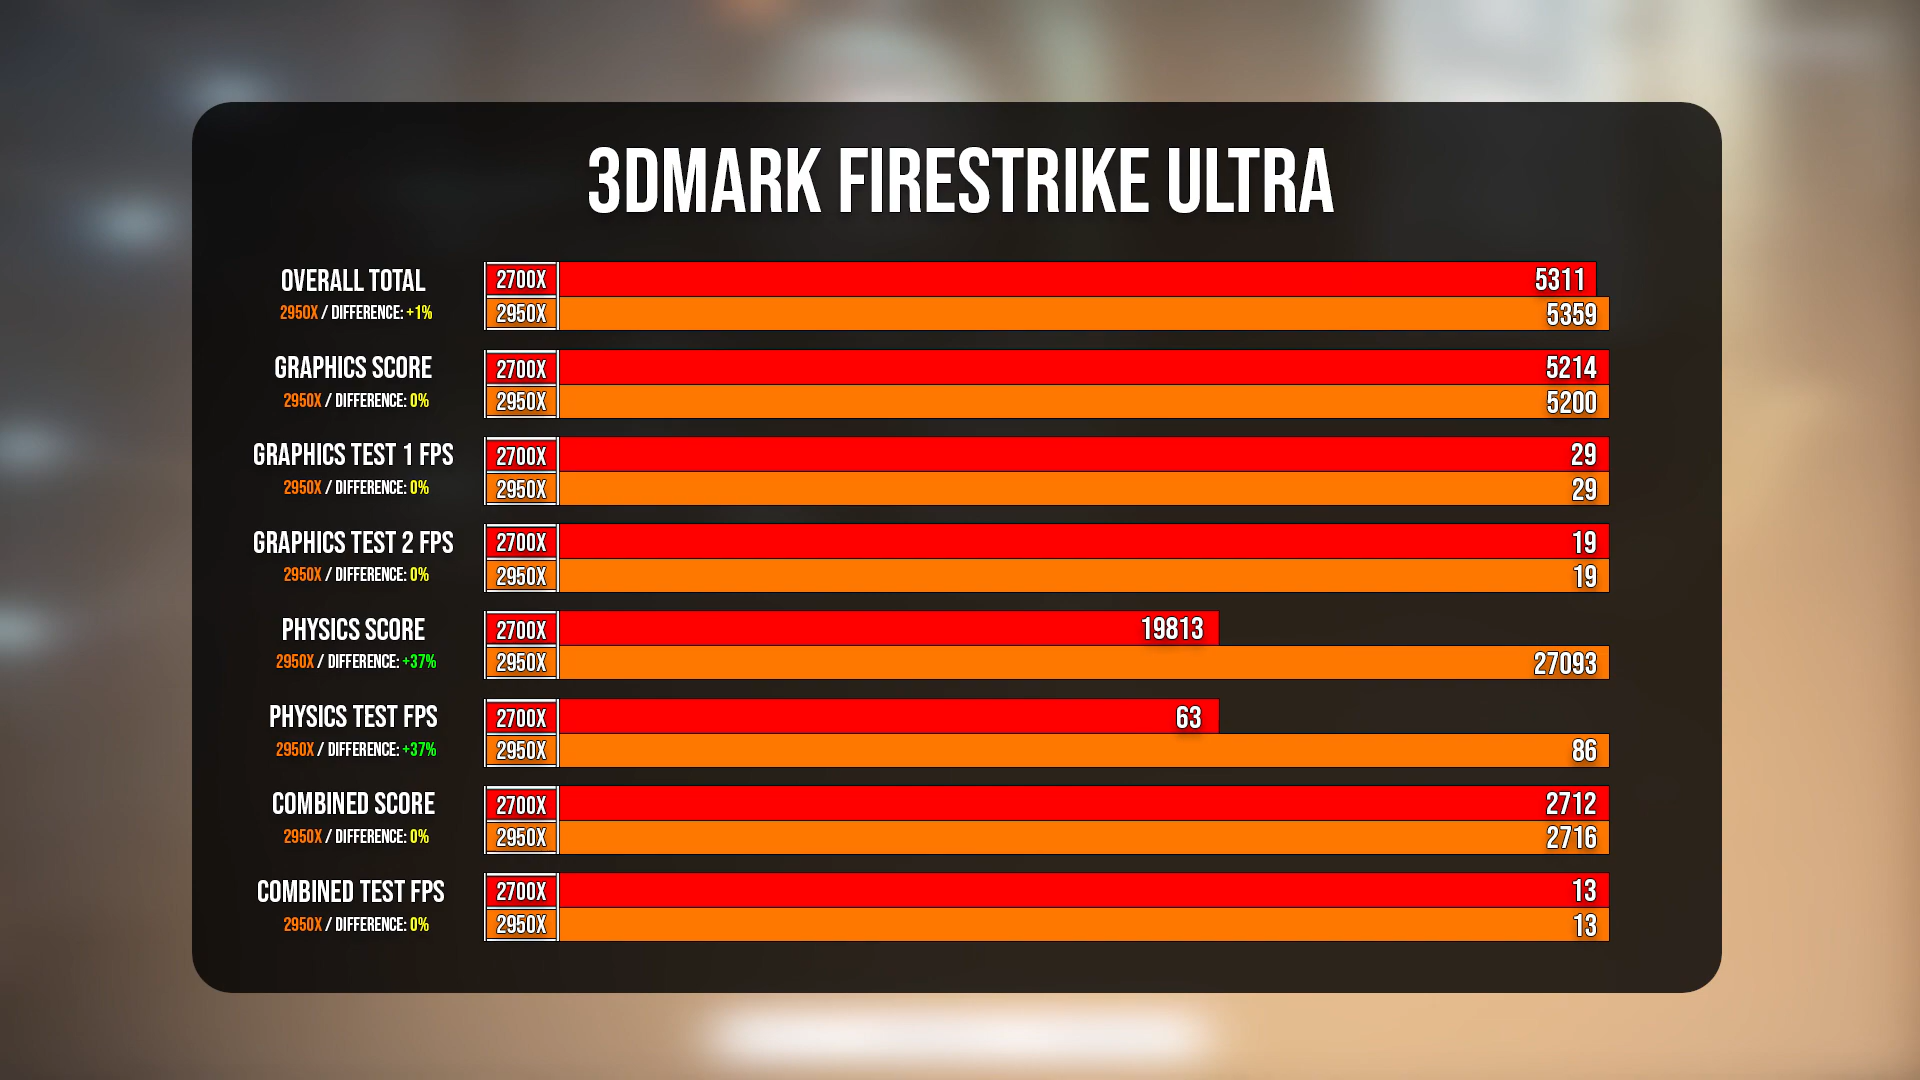 3DMARK FIRESTRIKE ULTRA
OVERALL TOTAL
2950X / DIFFERENCE: +1%
2700X 5311
2950X 5359
GRAPHICS SCORE
2950X / DIFFERENCE: 0%
2700X 5214
2950X 5200
GRAPHICS TEST 1 FPS
2950X / DIFFERENCE: 0%
2700X 29
2950X 29
GRAPHICS TEST 2 FPS
2950X / DIFFERENCE: 0%
2700X 19
2950X 19
PHYSICS SCORE
2950X / DIFFERENCE: +37%
2700X 19813
2950X 27093
PHYSICS TEST FPS
2950X / DIFFERENCE: +37%
2700X 63
2950X 86
COMBINED SCORE
2950X / DIFFERENCE: 0%
2700X 2712
2950X 2716
COMBINED TEST FPS
2950X / DIFFERENCE: 0%
2700X 13
2950X 13